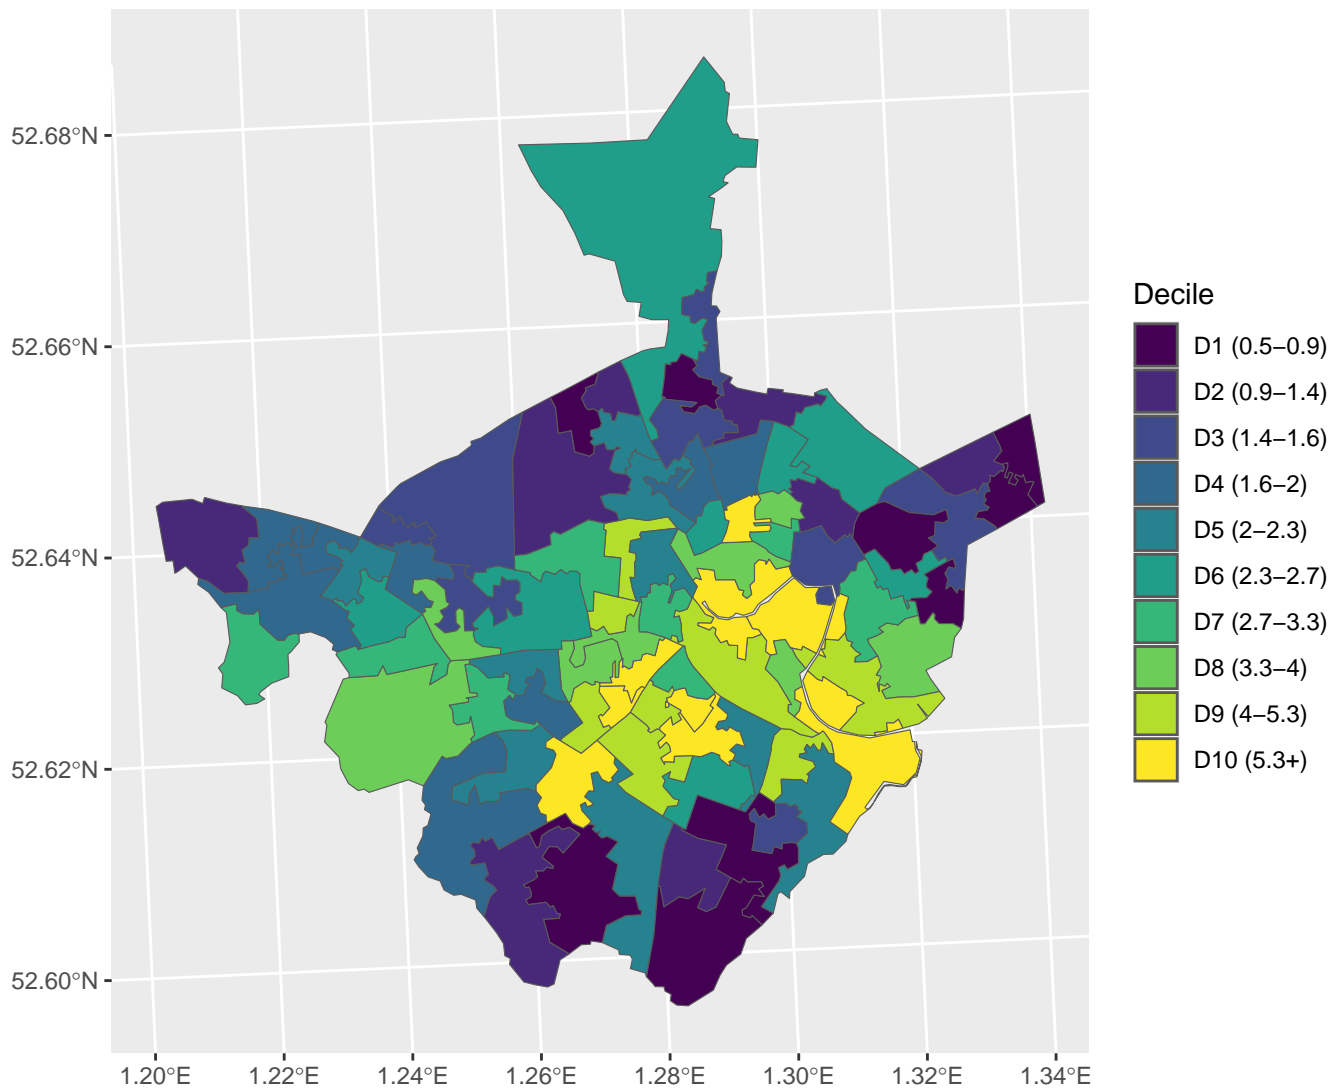 52.68°N
52.66°N
52.64°N
52.62°N
52.60°N
1.20°E 1.22°E 1.24°E 1.26°E 1.28°E 1.30°E 1.32°E 1.34°E
Decile
D1 (0.5–0.9)
D2 (0.9–1.4)
D3 (1.4–1.6)
D4 (1.6–2)
D5 (2–2.3)
D6 (2.3–2.7)
D7 (2.7–3.3)
D8 (3.3–4)
D9 (4–5.3)
D10 (5.3+)